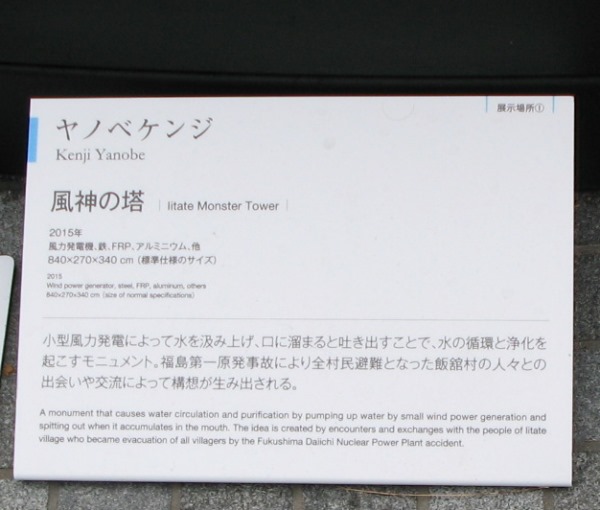 展示場所①
ヤノベケンジ
Kenji Yanobe
風神の塔 | Iitate Monster Tower |
2015年
風力発電機、鉄、FRP、アルミニウム、他
840×270×340 cm（標準仕様のサイズ）
2015
Wind power generator, steel, FRP, aluminum, others
840×270×340 cm (size of normal specifications)
小型風力発電によって水を汲み上げ、口に溜まると吐き出すことで、水の循環と浄化を
起こすモニュメント。福島第一原発事故により全村民避難となった飯舘村の人々との
出会いや交流によって構想が生み出される。
A monument that causes water circulation and purification by pumping up water by small wind power generation and
spitting out when it accumulates in the mouth. The idea is created by encounters and exchanges with the people of Iitate
village who became evacuation of all villagers by the Fukushima Daiichi Nuclear Power Plant accident.